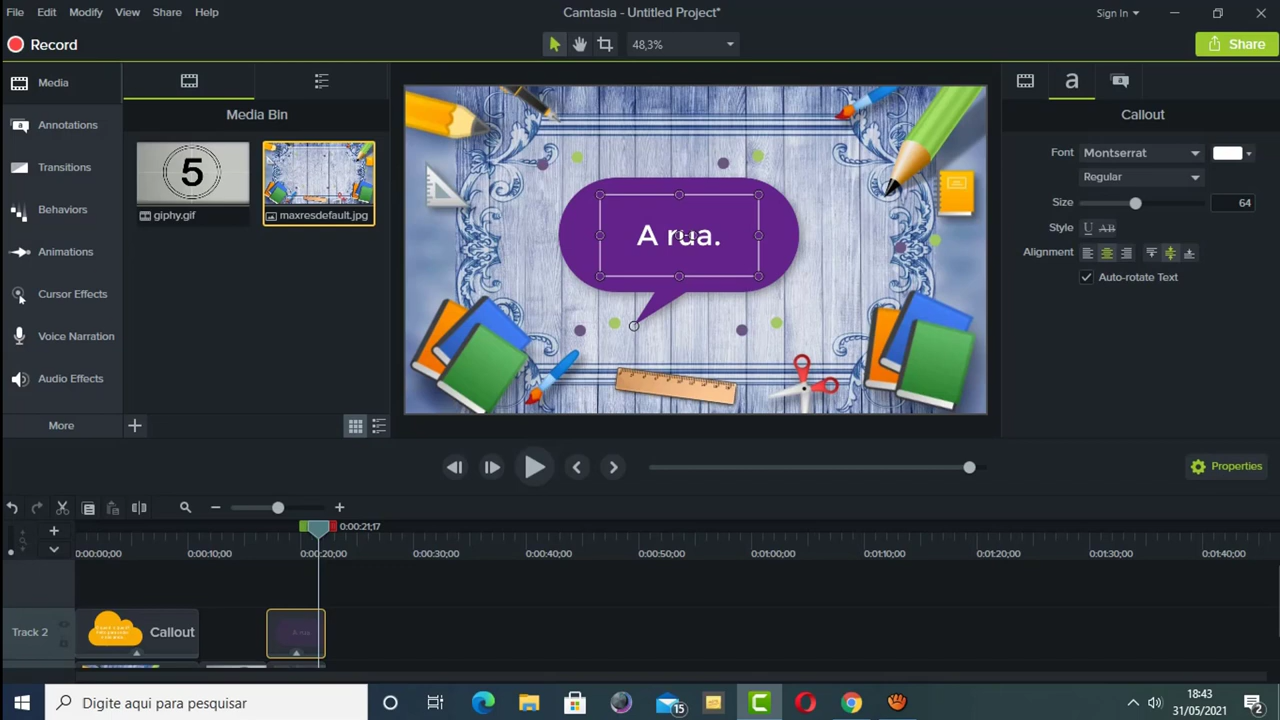 File Edit Modify View Share Help
Camtasia - Untitled Project*
Sign In
Record
48,3%
Share
Media
Annotations
Transitions
Behaviors
Animations
Cursor Effects
Voice Narration
Audio Effects
More
Media Bin
5
giphy.gif
maxresdefault.jpg
A rua.
a
Callout
Font Montserrat
Regular
Size 64
Style U Ab
Alignment
Auto-rotate Text
Properties
0:00:21;17
0:00:00;00 0:00:10;00 0:00:20;00 0:00:30;00 0:00:40;00 0:00:50;00 0:01:00;00 0:01:10;00 0:01:20;00 0:01:30;00 0:01:40;00
Track 2
Callout
A rua.
Digite aqui para pesquisar
15
18:43
31/05/2021
2